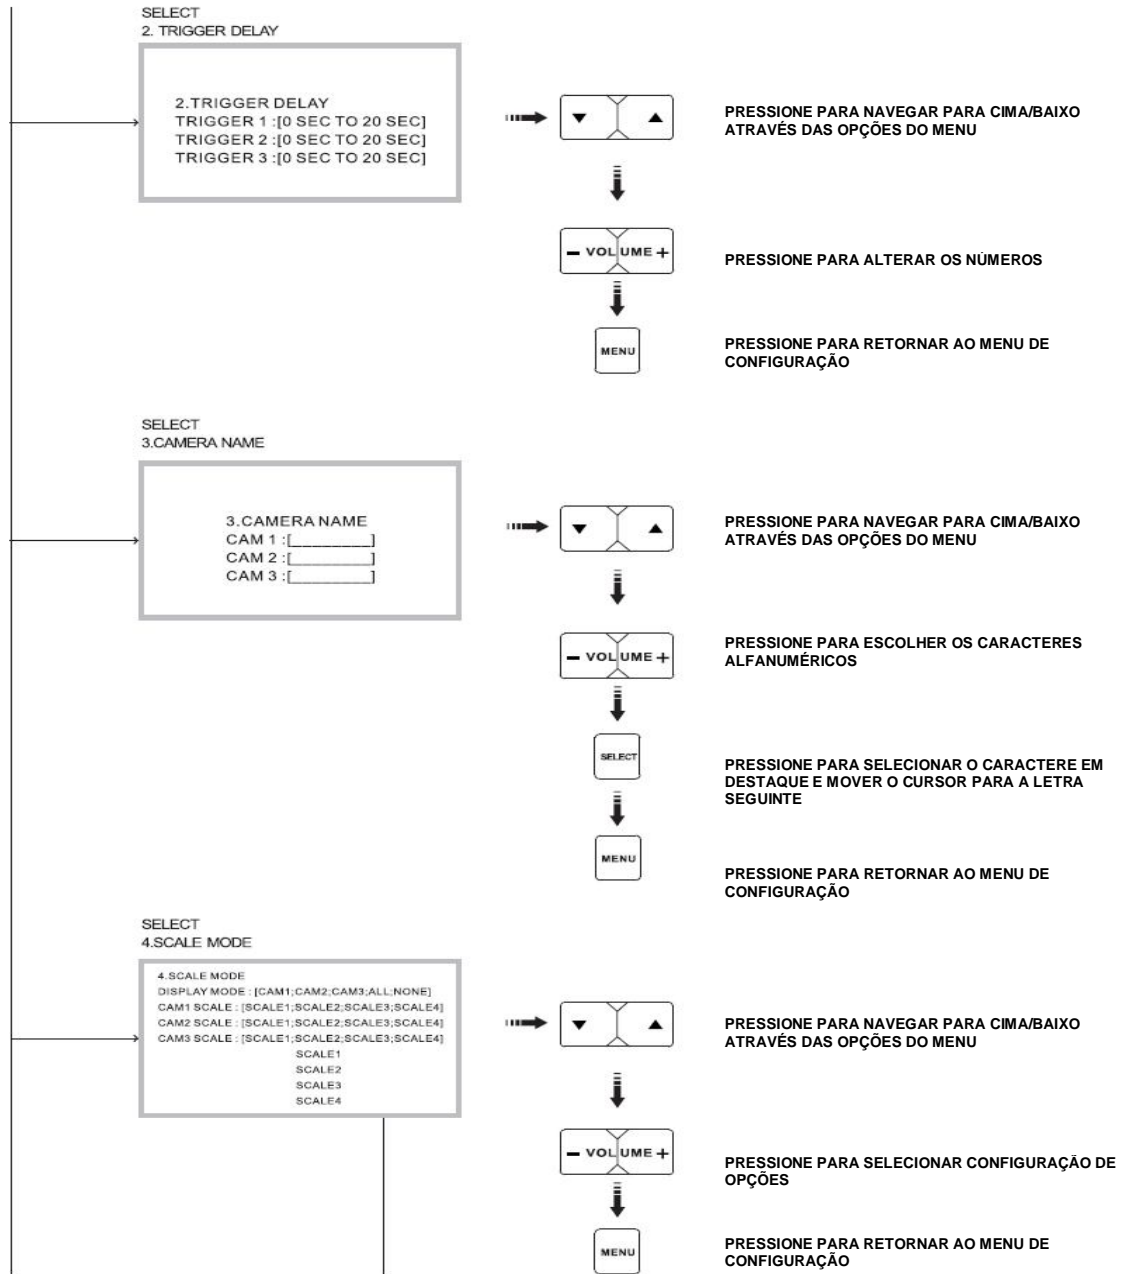 SELECT
2. TRIGGER DELAY
2.TRIGGER DELAY
TRIGGER 1 :[0 SEC TO 20 SEC]
TRIGGER 2 :[0 SEC TO 20 SEC]
TRIGGER 3 :[0 SEC TO 20 SEC]
PRESSIONE PARA NAVEGAR PARA CIMA/BAIXO
ATRAVÉS DAS OPÇÕES DO MENU
− VOLUME +
PRESSIONE PARA ALTERAR OS NÚMEROS
MENU
PRESSIONE PARA RETORNAR AO MENU DE
CONFIGURAÇÃO
SELECT
3.CAMERA NAME
3.CAMERA NAME
CAM 1 :[_________]
CAM 2 :[_________]
CAM 3 :[_________]
PRESSIONE PARA NAVEGAR PARA CIMA/BAIXO
ATRAVÉS DAS OPÇÕES DO MENU
− VOLUME +
PRESSIONE PARA ESCOLHER OS CARACTERES
ALFANUMÉRICOS
SELECT
PRESSIONE PARA SELECIONAR O CARACTERE EM
DESTAQUE E MOVER O CURSOR PARA A LETRA
SEGUINTE
MENU
PRESSIONE PARA RETORNAR AO MENU DE
CONFIGURAÇÃO
SELECT
4.SCALE MODE
4.SCALE MODE
DISPLAY MODE : [CAM1;CAM2;CAM3;ALL;NONE]
CAM1 SCALE : [SCALE1;SCALE2;SCALE3;SCALE4]
CAM2 SCALE : [SCALE1;SCALE2;SCALE3;SCALE4]
CAM3 SCALE : [SCALE1;SCALE2;SCALE3;SCALE4]
SCALE1
SCALE2
SCALE3
SCALE4
PRESSIONE PARA NAVEGAR PARA CIMA/BAIXO
ATRAVÉS DAS OPÇÕES DO MENU
− VOLUME +
PRESSIONE PARA SELECIONAR CONFIGURAÇÃO DE
OPÇÕES
MENU
PRESSIONE PARA RETORNAR AO MENU DE
CONFIGURAÇÃO